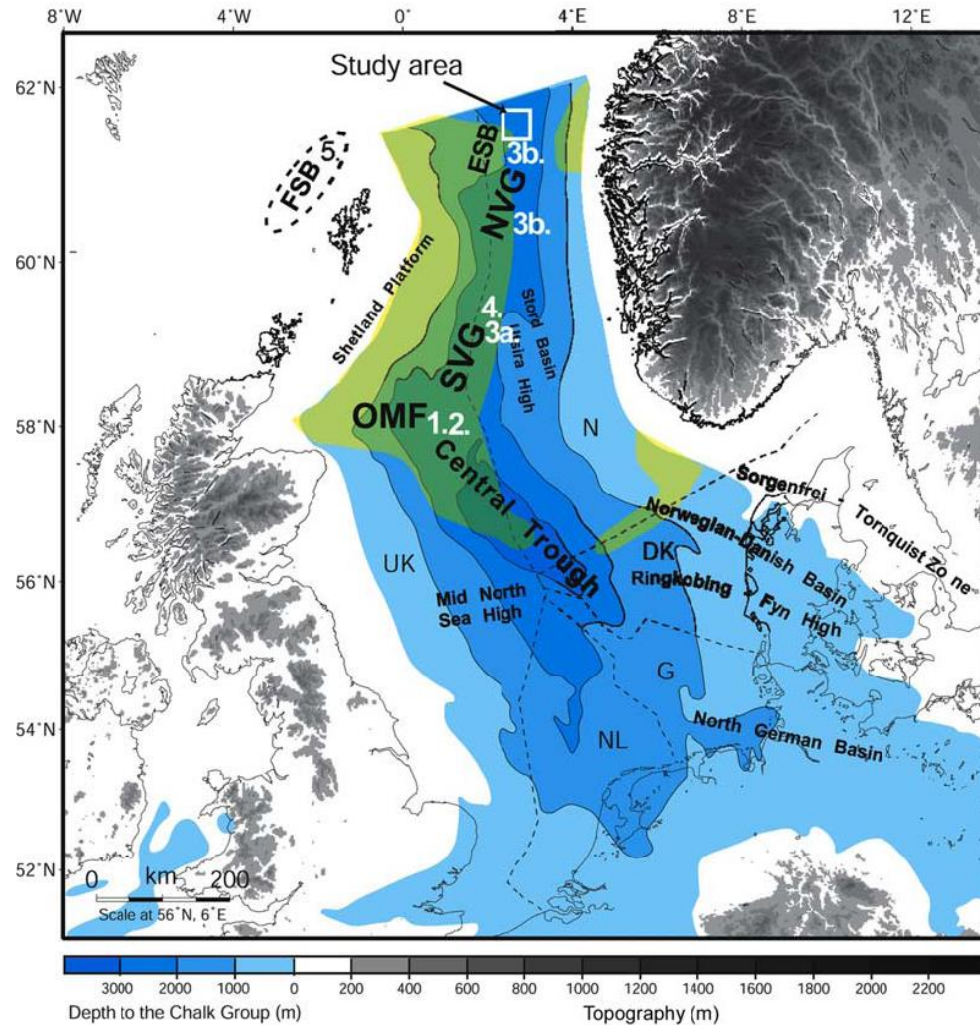 8°W 4°W 0° 4°E 8°E 12°E
62°N
60°N
58°N
56°N
54°N
52°N
Study area
FSB 5
ESB
3b.
NVG
3b.
Shetland Platform
4.
3a.
SVG
Stord Basin
Utsira High
OMF 1.2.
N
Central Trough
Sorgenfrei - Tornquist Zo ne
Norwegian-Danish Basin
UK
DK
Ringkobing Fyn High
Mid North
Sea High
G
NL
North German Basin
0 km 200
Scale at 56°N, 6°E
3000 2000 1000 0 200 400 600 800 1000 1200 1400 1600 1800 2000 2200
Depth to the Chalk Group (m) Topography (m)